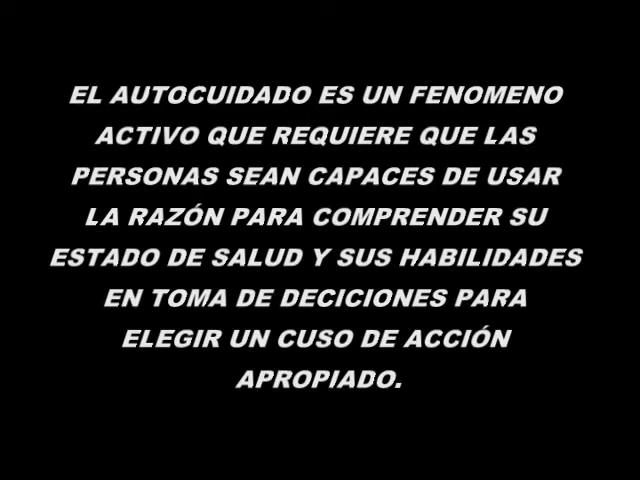 EL AUTOCUIDADO ES UN FENOMENO
ACTIVO QUE REQUIERE QUE LAS
PERSONAS SEAN CAPACES DE USAR
LA RAZÓN PARA COMPRENDER SU
ESTADO DE SALUD Y SUS HABILIDADES
EN TOMA DE DECICIONES PARA
ELEGIR UN CUSO DE ACCIÓN
APROPIADO.